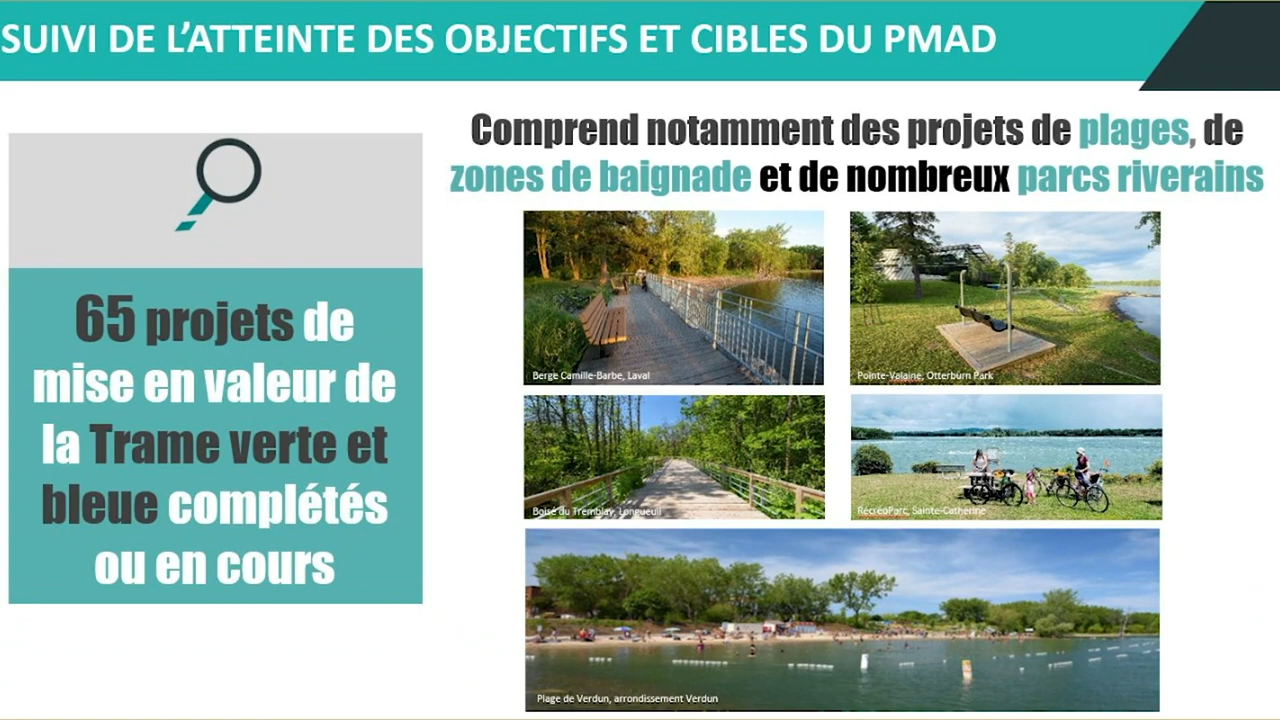 SUIVI DE L'ATTEINTE DES OBJECTIFS ET CIBLES DU PMAD
65 projets de
mise en valeur de
la Trame verte et
bleue complétés
ou en cours
Comprend notamment des projets de plages, de
zones de baignade et de nombreux parcs riverains
Berge Camille-Barbe, Laval
Pointe-Valaine, Otterburn Park
Boisé du Tremblay, Longueuil
RécréoParc, Sainte-Catherine
Plage de Verdun, arrondissement Verdun